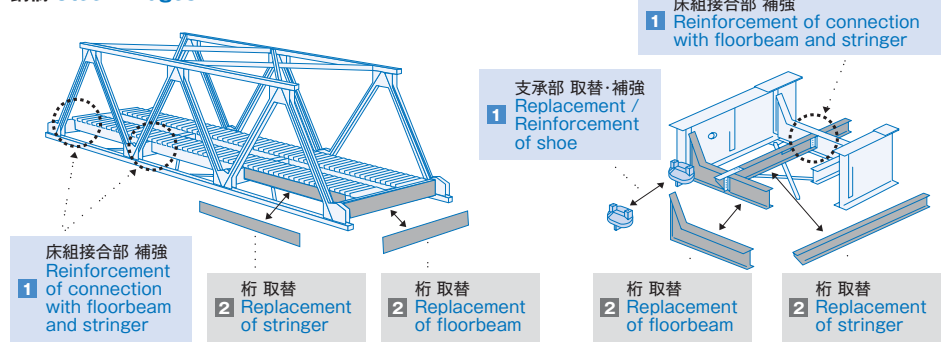 床組接合部 補強
1 Reinforcement of connection
with floorbeam and stringer
支承部 取替・補強
1 Replacement /
Reinforcement
of shoe
床組接合部 補強
Reinforcement
1 of connection
with floorbeam
and stringer
桁 取替
2 Replacement
of stringer
桁 取替
2 Replacement
of floorbeam
桁 取替
2 Replacement
of floorbeam
桁 取替
2 Replacement
of stringer